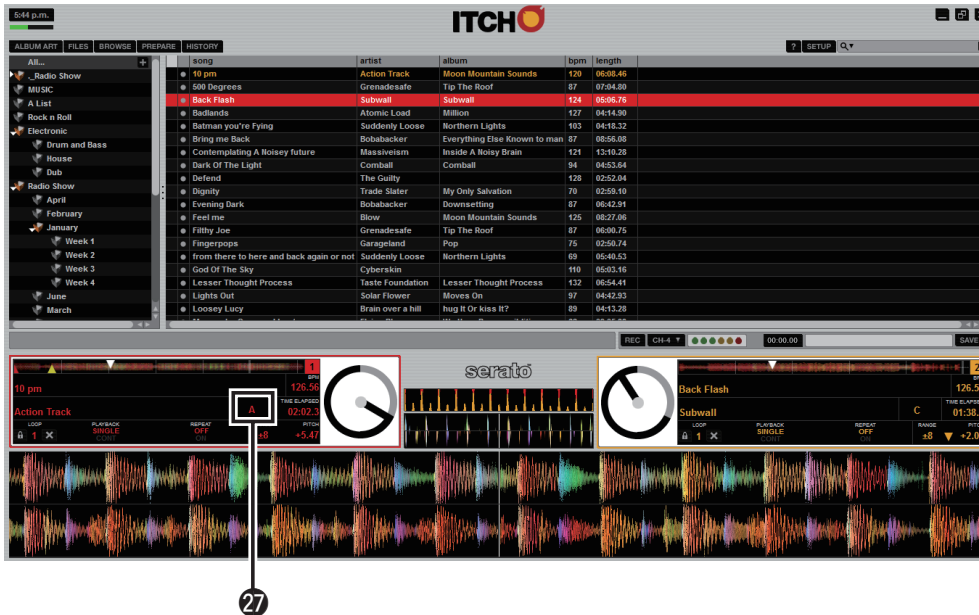 5:44 p.m.
ITCH
ALBUM ART FILES BROWSE PREPARE HISTORY
? SETUP Q
All... +
._Radio Show
MUSIC
A List
Rock n Roll
Electronic
Drum and Bass
House
Dub
Radio Show
April
February
January
Week 1
Week 2
Week 3
Week 4
June
March
song artist album bpm length
10 pm Action Track Moon Mountain Sounds 120 06:08.46
500 Degrees Grenadesafe Tip The Roof 87 07:04.80
Back Flash Subwall Subwall 124 05:06.76
Badlands Atomic Load Million 127 04:14.90
Batman you're Fying Suddenly Loose Northern Lights 103 04:18.32
Bring me Back Bobabacker Everything Else Known to man 87 08:56.08
Contemplating A Noisey future Massiveism Inside A Noisy Brain 121 13:10.28
Dark Of The Light Comball Comball 94 04:53.64
Defend The Guilty 128 02:52.04
Dignity Trade Slater My Only Salvation 70 02:59.10
Evening Dark Bobabacker Downsetting 87 06:42.91
Feel me Blow Moon Mountain Sounds 125 08:27.06
Filthy Joe Grenadesafe Tip The Roof 87 06:00.75
Fingerpops Garageland Pop 75 02:50.74
from there to here and back again or not Suddenly Loose Northern Lights 69 05:40.53
God Of The Sky Cyberskin 110 05:03.16
Lesser Thought Process Taste Foundation Lesser Thought Process 132 06:54.41
Lights Out Solar Flower Moves On 97 04:42.93
Loosey Lucy Brain over a hill hug It Or kiss It? 89 04:13.28
REC CH-4 00:00.00 SAVE
1
BPM
10 pm 126.56
TIME ELAPSED
Action Track A 02:02.3
LOOP PLAYBACK REPEAT PITCH
1 SINGLE OFF ±8 +5.47
CONT ON
serato
2
Back Flash 126.5
TIME ELAPSE
Subwall C 01:38.
LOOP PLAYBACK REPEAT RANGE PITC
1 SINGLE OFF ±8 +2.0
CONT ON
27